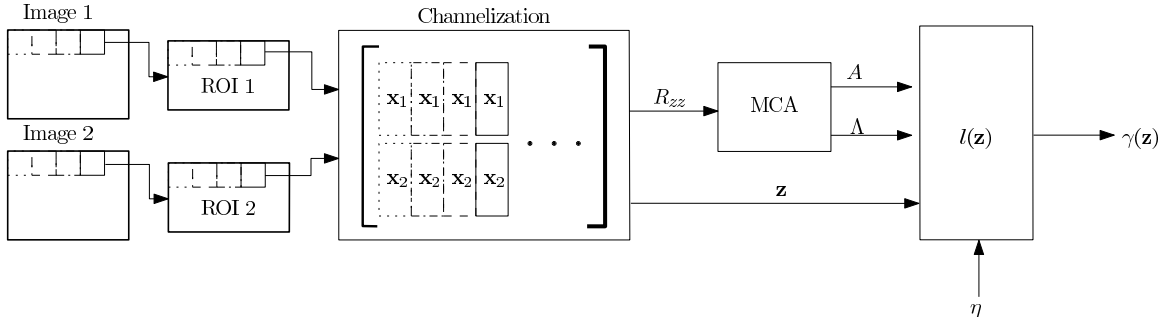 Image 1
Channelization
ROI 1
x₁ x₁ x₁ x₁
R_zz
MCA
A
Λ
Image 2
ROI 2
x₂ x₂ x₂ x₂
. . .
z
l(z)
γ(z)
η